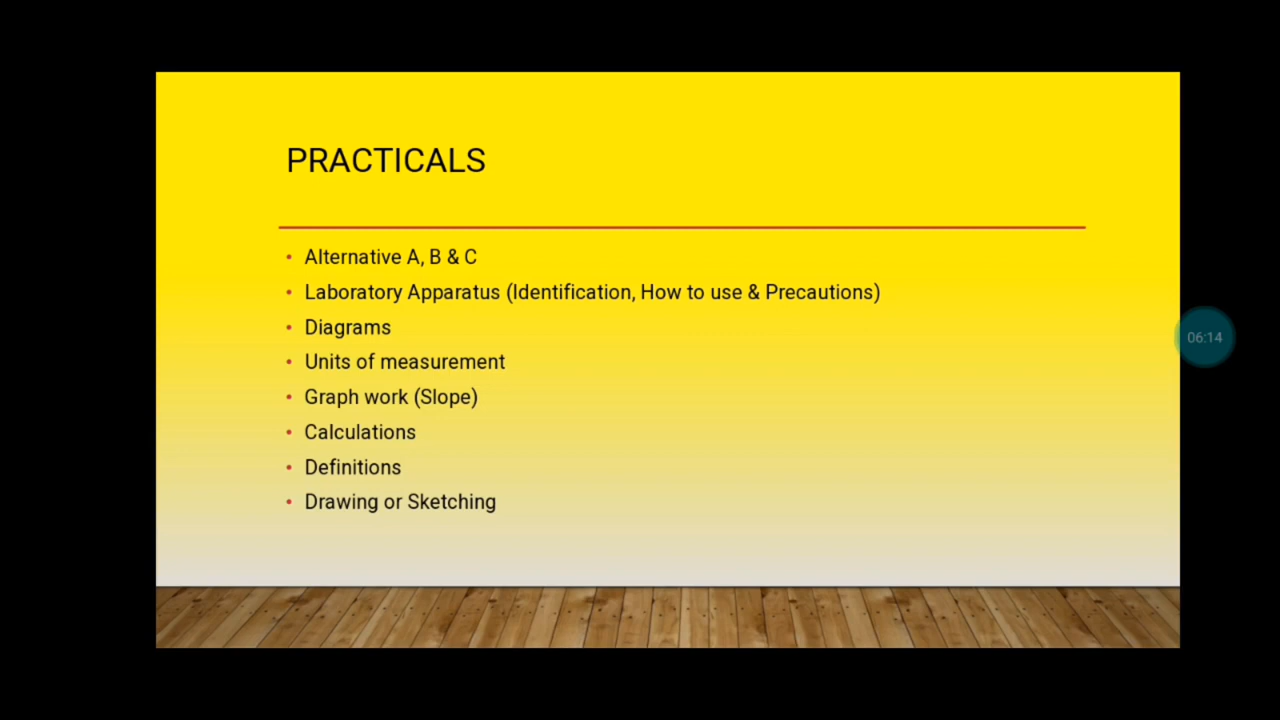 PRACTICALS
• Alternative A, B & C
• Laboratory Apparatus (Identification, How to use & Precautions)
• Diagrams
• Units of measurement
• Graph work (Slope)
• Calculations
• Definitions
• Drawing or Sketching
06:14